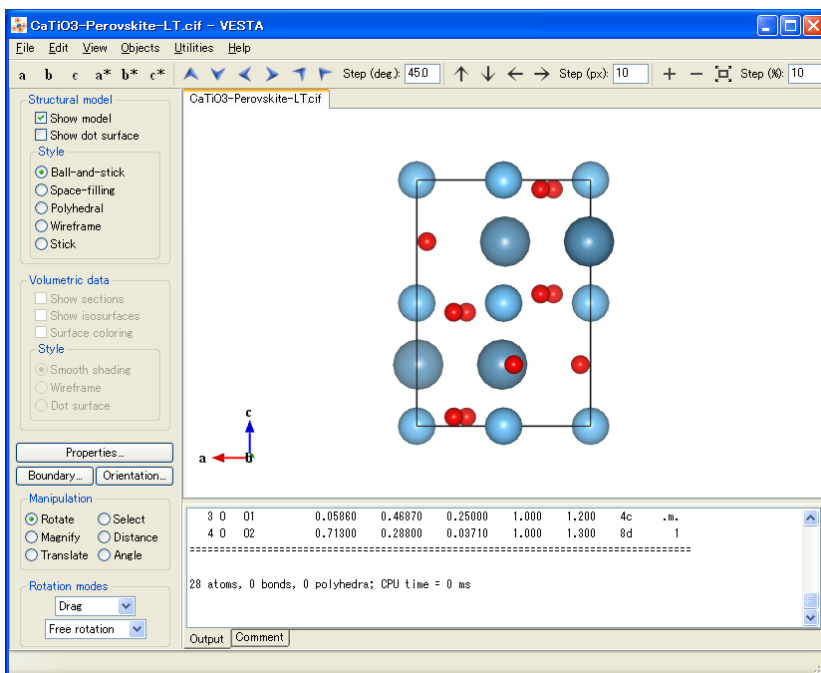 CaTiO3-Perovskite-LT.cif - VESTA
File Edit View Objects Utilities Help
a b c a* b* c* Step (deg.): 45.0 Step (px): 10 Step (%): 10
Structural model
Show model
Show dot surface
Style
Ball-and-stick
Space-filling
Polyhedral
Wireframe
Stick
Volumetric data
Show sections
Show isosurfaces
Surface coloring
Style
Smooth shading
Wireframe
Dot surface
Properties...
Boundary... Orientation...
Manipulation
Rotate Select
Magnify Distance
Translate Angle
Rotation modes
Drag
Free rotation
CaTiO3-Perovskite-LT.cif
c
a b
3 O O1 0.05860 0.46870 0.25000 1.000 1.200 4c .m.
4 O O2 0.71300 0.28800 0.03710 1.000 1.300 8d 1
================================================================================
28 atoms, 0 bonds, 0 polyhedra; CPU time = 0 ms
Output Comment